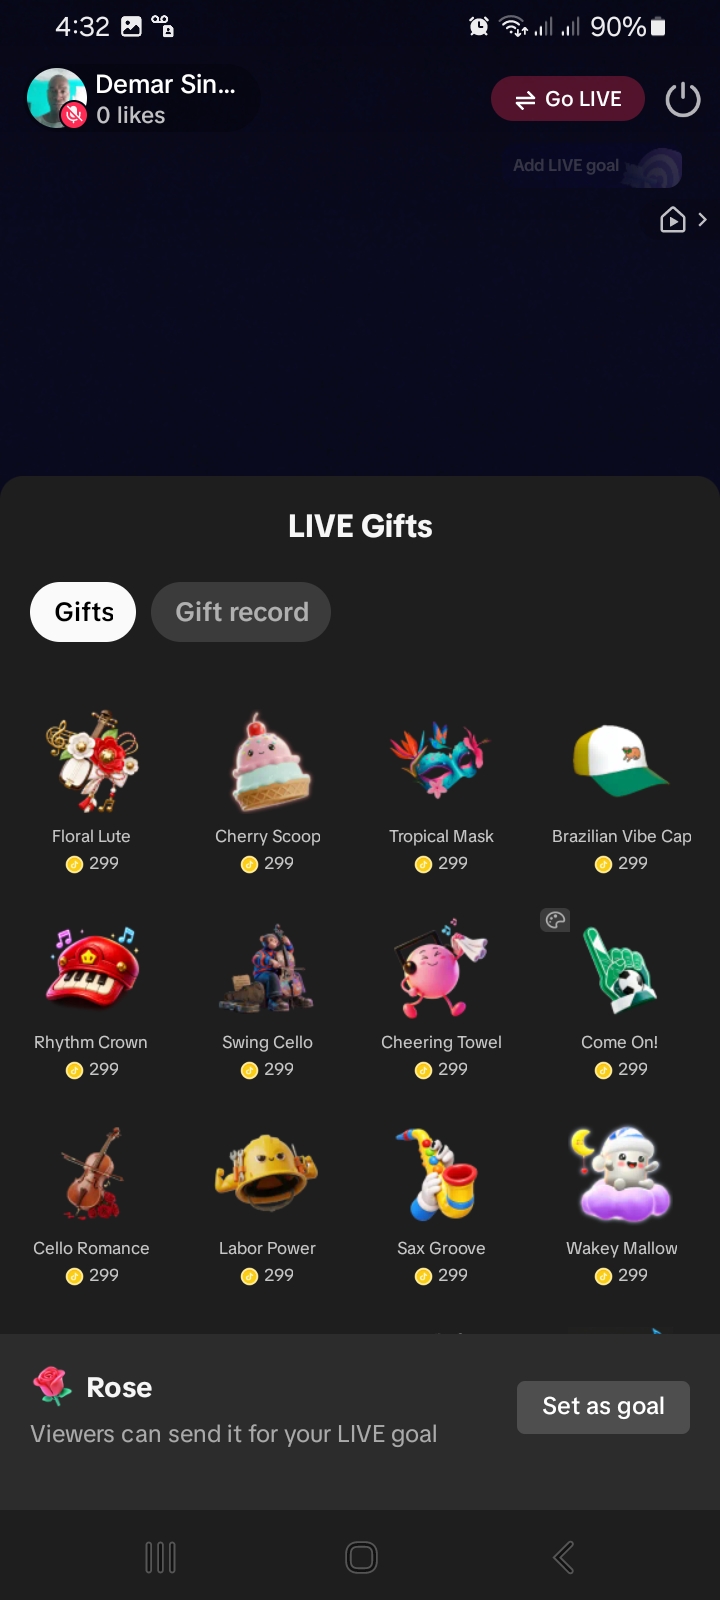 4:32
90%
Demar Sin...
0 likes
Go LIVE
Add LIVE goal
LIVE Gifts
Gifts
Gift record
Floral Lute
299
Cherry Scoop
299
Tropical Mask
299
Brazilian Vibe Cap
299
Rhythm Crown
299
Swing Cello
299
Cheering Towel
299
Come On!
299
Cello Romance
299
Labor Power
299
Sax Groove
299
Wakey Mallow
299
Rose
Viewers can send it for your LIVE goal
Set as goal